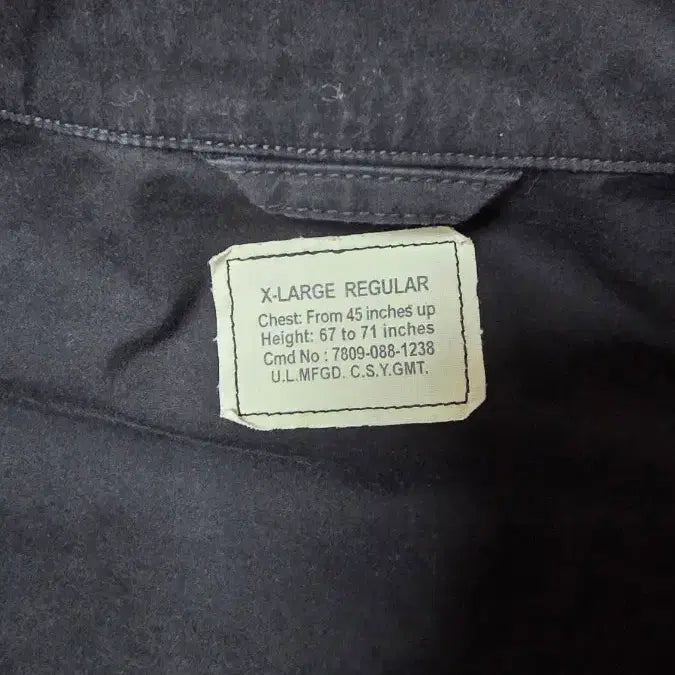 X-LARGE REGULAR
Chest: From 45 inches up
Height: 67 to 71 inches
Cmd No : 7809-088-1238
U.L.MFGD. C.S.Y.GMT.